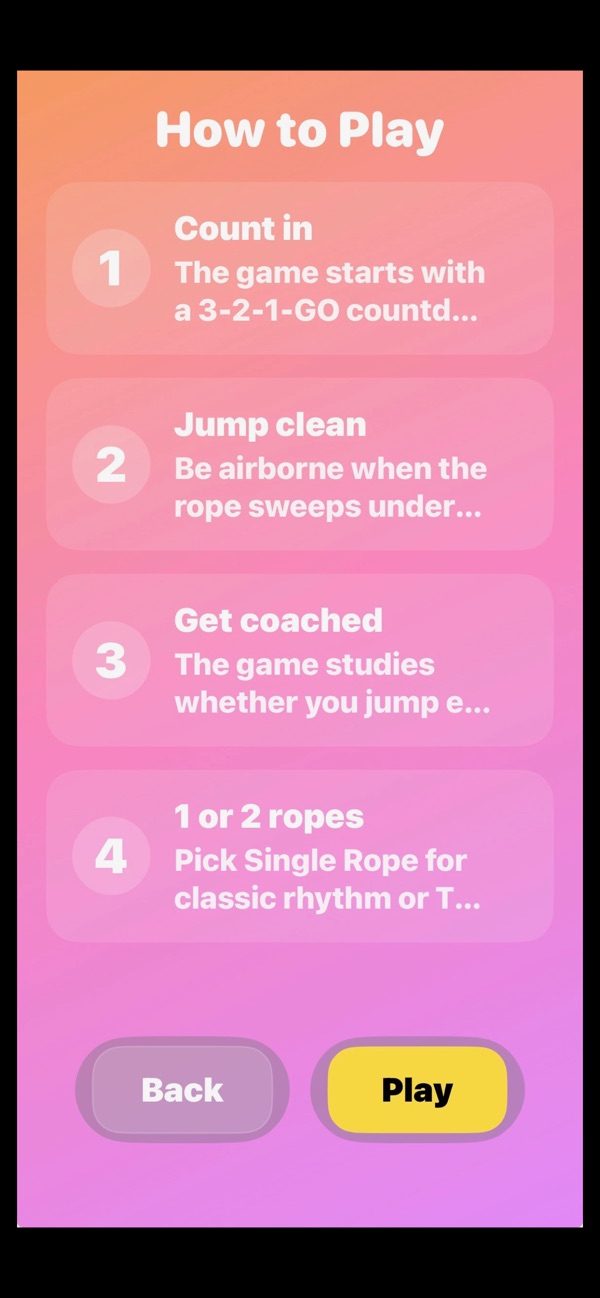 How to Play
1
Count in
The game starts with
a 3-2-1-GO countd...
2
Jump clean
Be airborne when the
rope sweeps under...
3
Get coached
The game studies
whether you jump e...
4
1 or 2 ropes
Pick Single Rope for
classic rhythm or T...
Back
Play